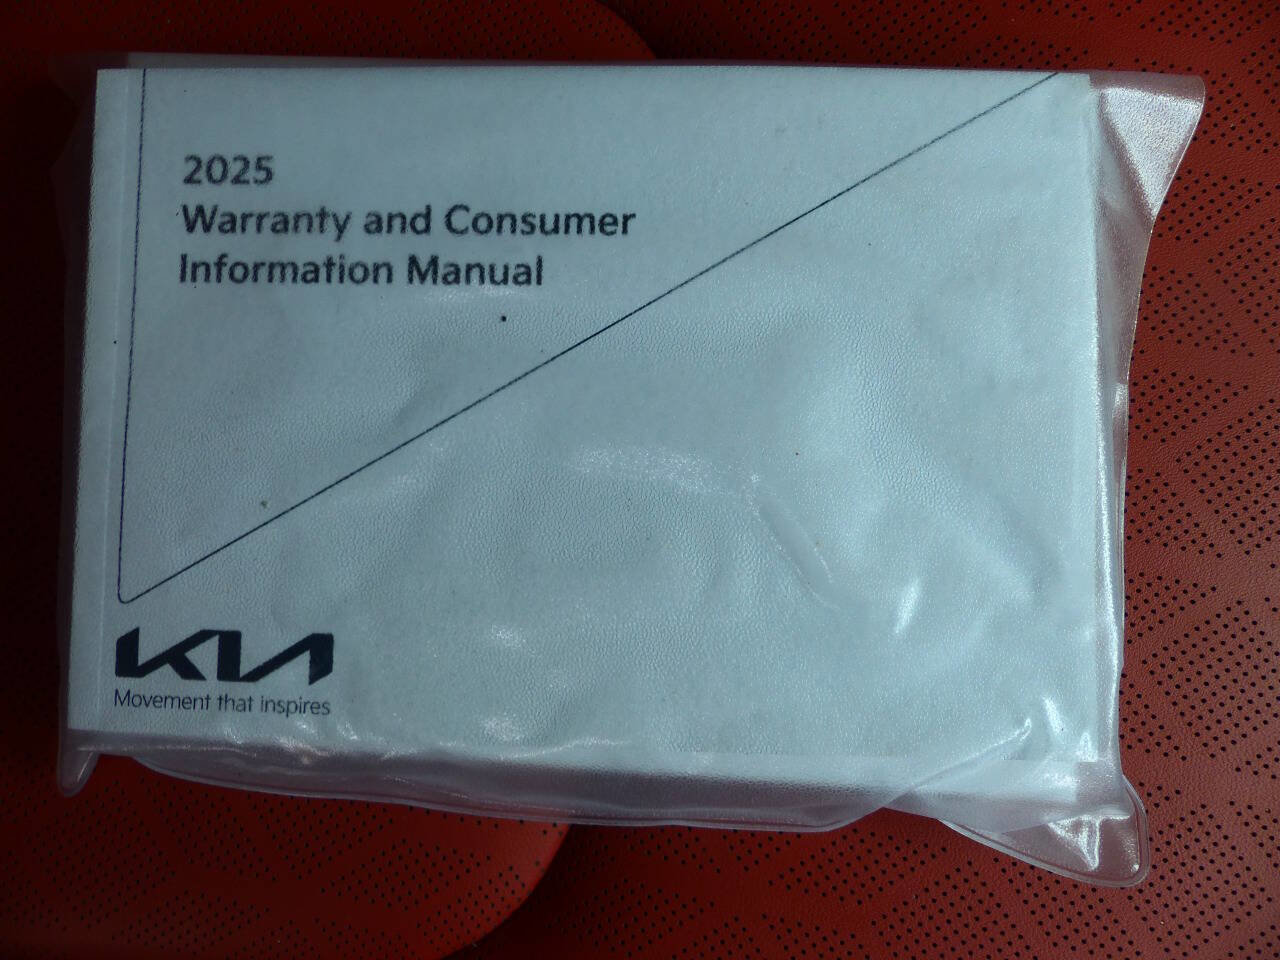 2025
Warranty and Consumer
Information Manual
KIA
Movement that inspires